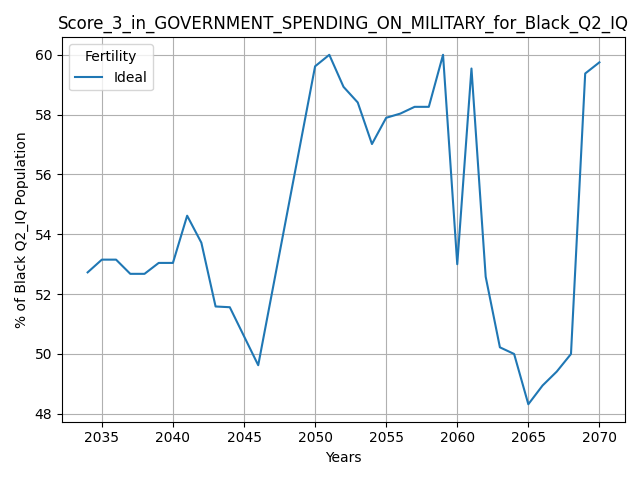 Score_3_in_GOVERNMENT_SPENDING_ON_MILITARY_for_Black_Q2_IQ
Fertility
Ideal
% of Black Q2_IQ Population
60
58
56
54
52
50
48
2035 2040 2045 2050 2055 2060 2065 2070
Years